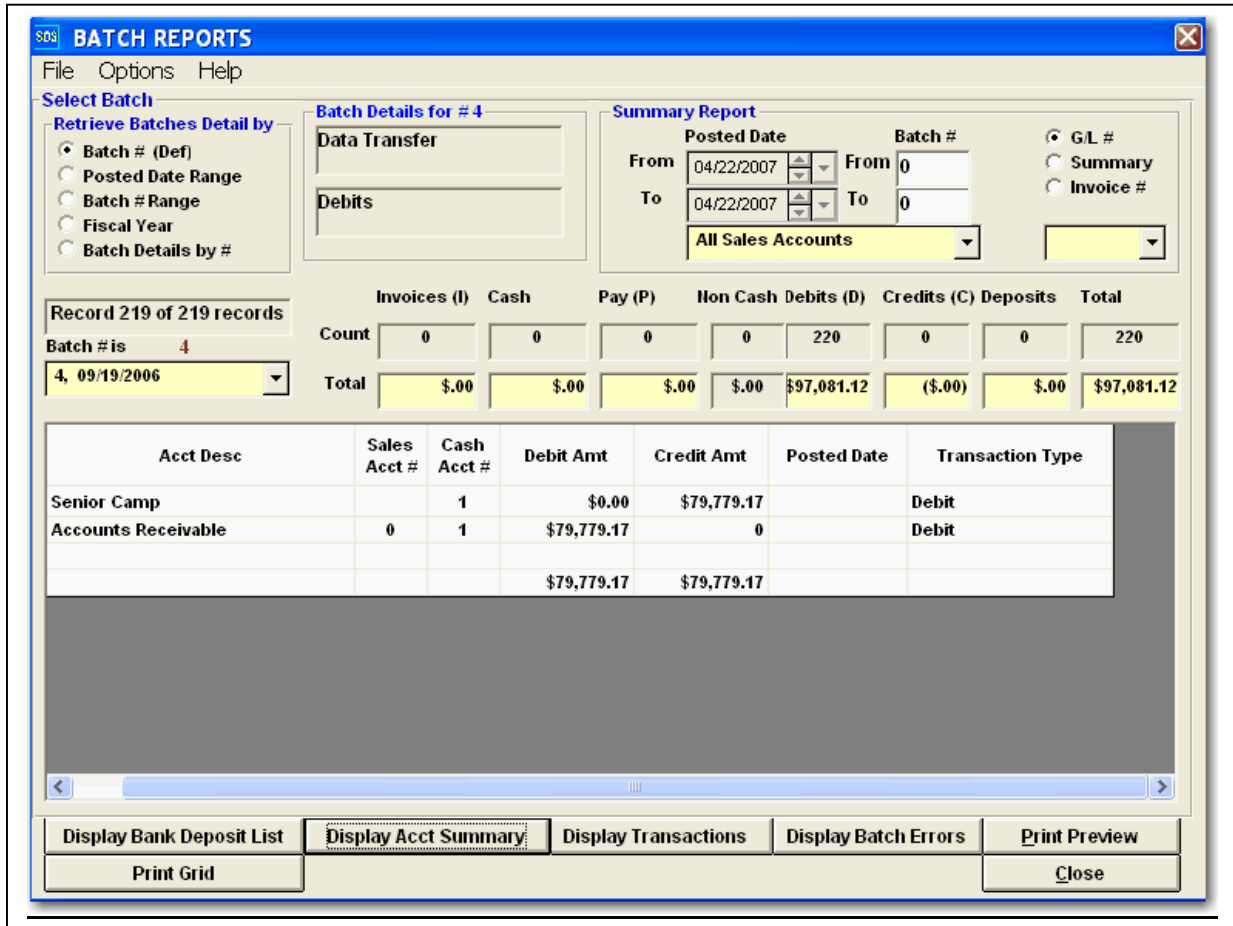 SOS BATCH REPORTS
File Options Help
Select Batch
Retrieve Batches Detail by
Batch # (Def)
Posted Date Range
Batch # Range
Fiscal Year
Batch Details by #
Batch Details for # 4
Data Transfer
Debits
Summary Report
Posted Date Batch #
From 04/22/2007 From 0
To 04/22/2007 To 0
All Sales Accounts
G/L #
Summary
Invoice #
Record 219 of 219 records
Batch # is 4
4, 09/19/2006
Invoices (I) Cash Pay (P) Non Cash Debits (D) Credits (C) Deposits Total
Count 0 0 0 0 220 0 0 220
Total $.00 $.00 $.00 $.00 $97,081.12 ($.00) $.00 $97,081.12
Acct Desc Sales Acct # Cash Acct # Debit Amt Credit Amt Posted Date Transaction Type
Senior Camp 1 $0.00 $79,779.17 Debit
Accounts Receivable 0 1 $79,779.17 0 Debit
$79,779.17 $79,779.17
Display Bank Deposit List Display Acct Summary Display Transactions Display Batch Errors Print Preview
Print Grid Close